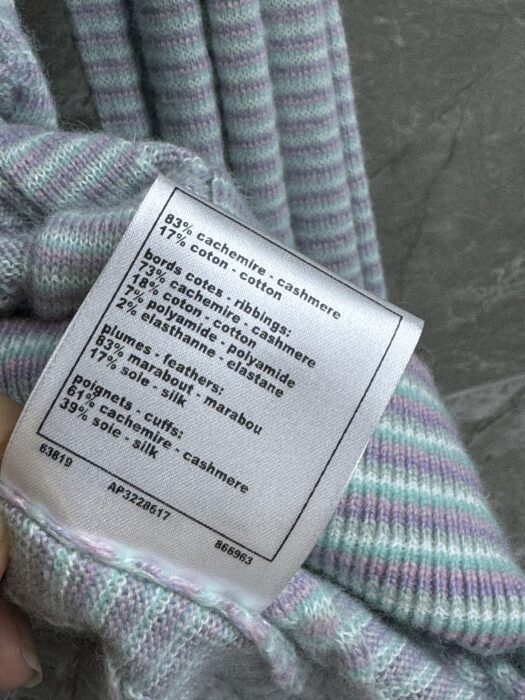 83% cachemire - cashmere
17% coton - cotton
bords cotes - ribbings:
73% cachemire - cashmere
18% coton - cotton
7% polyamide - polyamide
2% elasthanne - elastane
plumes - feathers:
83% marabout - marabou
17% soie - silk
poignets - cuffs:
61% cachemire - cashmere
39% soie - silk
63819
AP3228617
866963